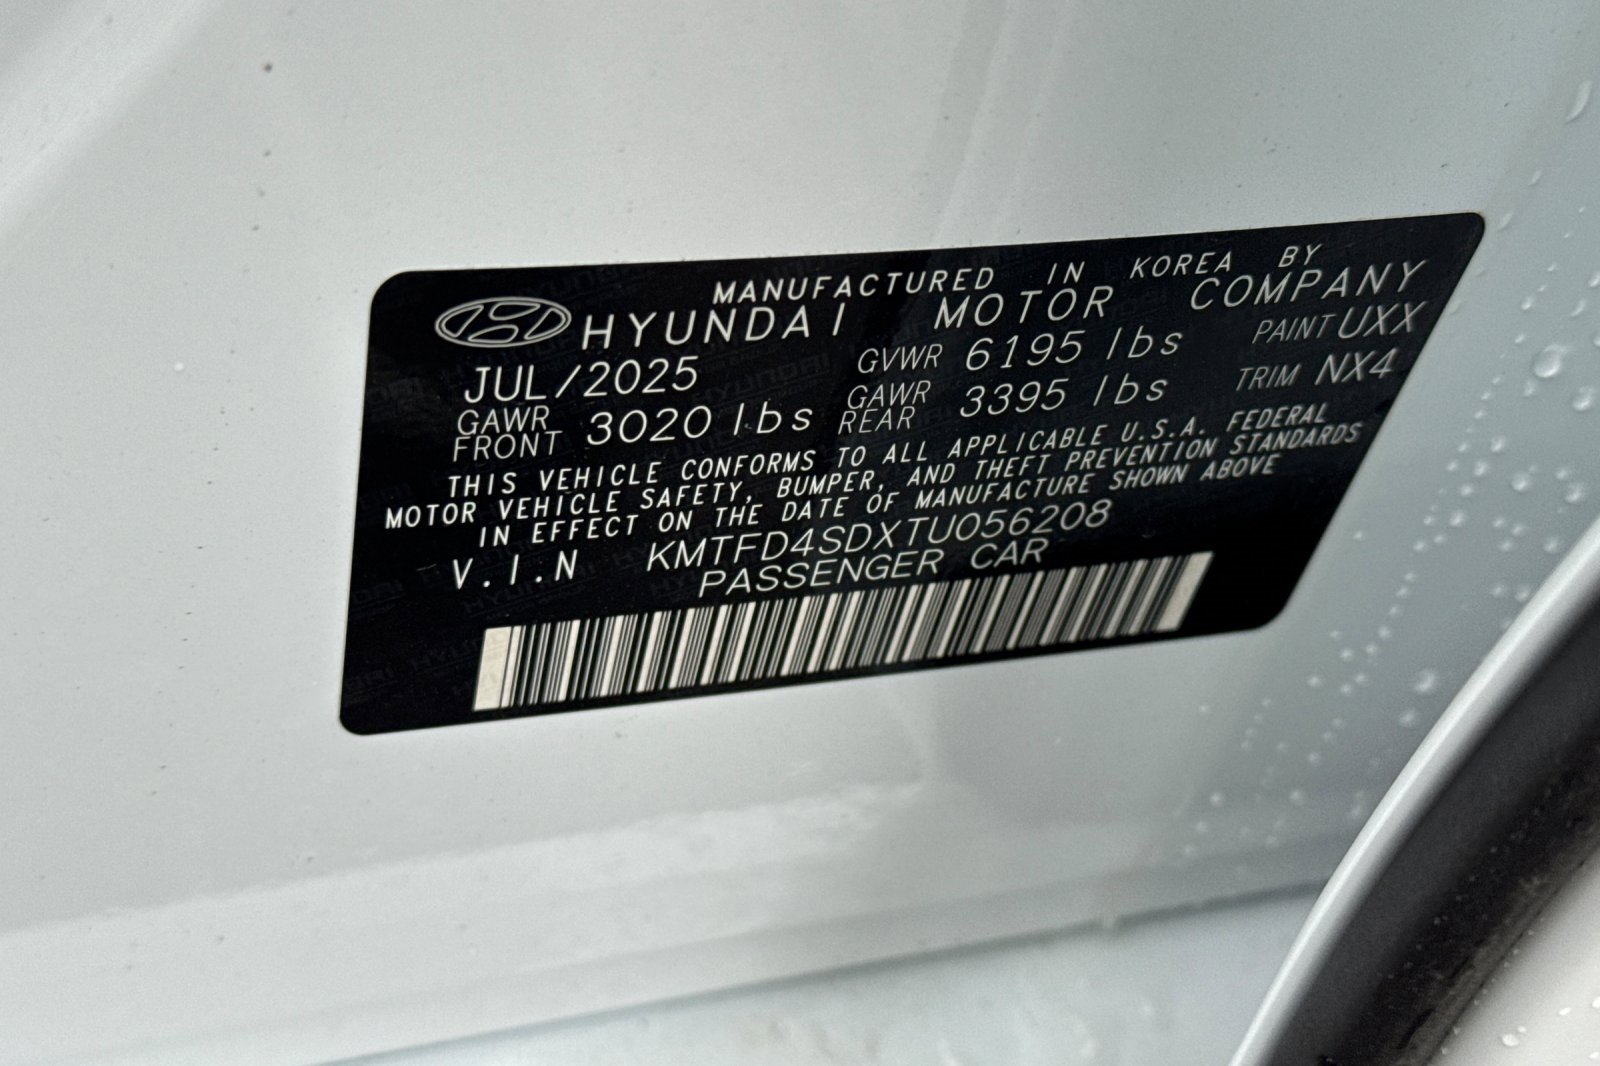 MANUFACTURED IN KOREA BY
HYUNDAI MOTOR COMPANY
JUL/2025 GVWR 6195 lbs PAINT UXX
GAWR FRONT 3020 lbs GAWR REAR 3395 lbs TRIM NX4
THIS VEHICLE CONFORMS TO ALL APPLICABLE U.S.A. FEDERAL
MOTOR VEHICLE SAFETY, BUMPER, AND THEFT PREVENTION STANDARDS
IN EFFECT ON THE DATE OF MANUFACTURE SHOWN ABOVE
V.I.N KMTFD4SDXTU056208
PASSENGER CAR